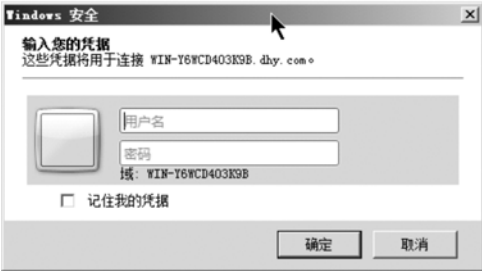 Windows 安全
输入您的凭据
这些凭据将用于连接 WIN-Y6WCD403K9B.dhy.com。
用户名
密码
域: WIN-Y6WCD403K9B
记住我的凭据
确定
取消